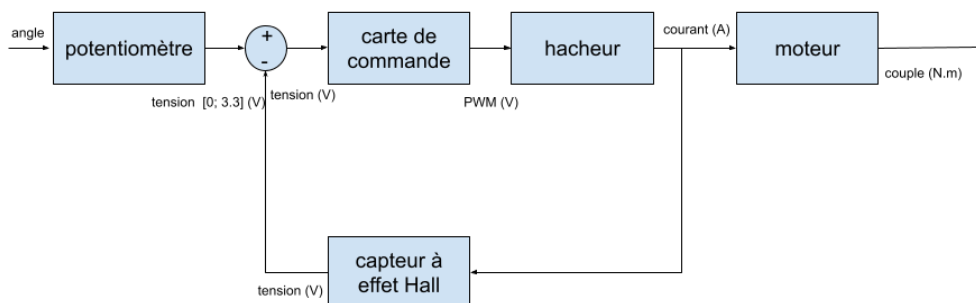 angle
potentiomètre
+
-
carte de
commande
hacheur
courant (A)
moteur
couple (N.m)
tension [0; 3.3] (V)
tension (V)
PWM (V)
capteur à
effet Hall
tension (V)